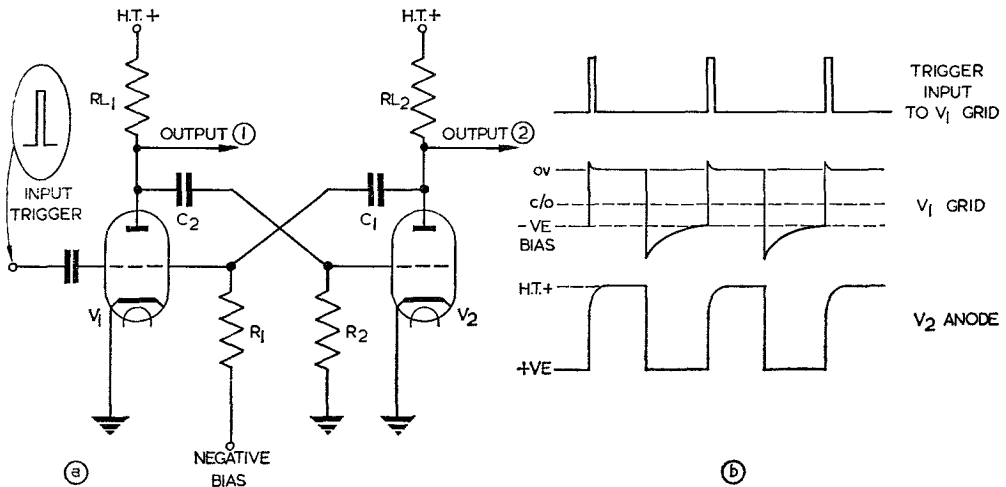 H.T.+
H.T.+
RL1
RL2
OUTPUT 1
OUTPUT 2
INPUT
TRIGGER
C2
C1
V1
V2
R1
R2
NEGATIVE
BIAS
a
TRIGGER
INPUT
TO V1 GRID
OV
C/O
-VE
BIAS
V1 GRID
H.T.+
+VE
V2 ANODE
b